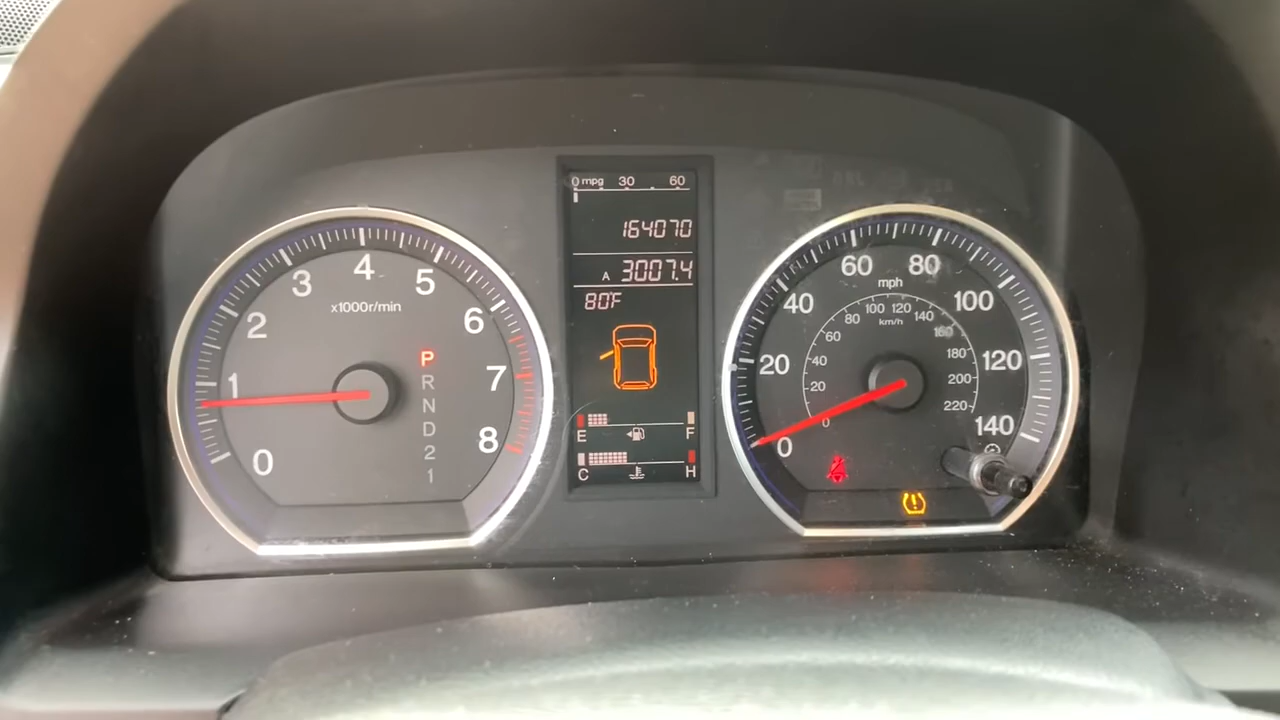 0 mpg 30 60
164070
A 3007.4
80°F
E F
C H
0 1 2 3 4 5 6 7 8
x1000r/min
P
R
N
D
2
1
0 20 40 60 80 100 120 140
mph
0 20 40 60 80 100 120 140 160 180 200 220
km/h